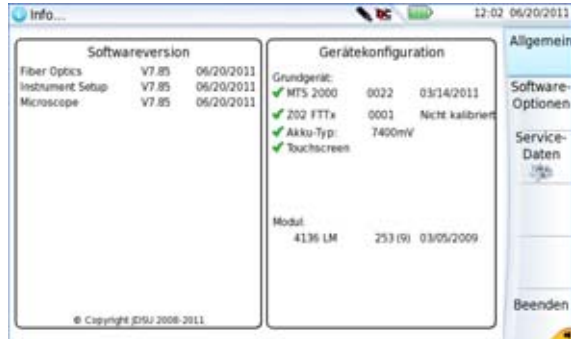 Info...
DC
12:02 06/20/2011
Softwareversion
Fiber Optics V7.85 06/20/2011
Instrument Setup V7.85 06/20/2011
Microscope V7.85 06/20/2011
© Copyright JDSU 2008-2011
Gerätekonfiguration
Grundgerät:
MTS 2000 0022 03/14/2011
Z02 FTTx 0001 Nicht kalibriert
Akku-Typ: 7400mV
Touchscreen
Modul:
4136 LM 253 (9) 03/05/2009
Allgemein
Software-
Optionen
Service-
Daten
Beenden